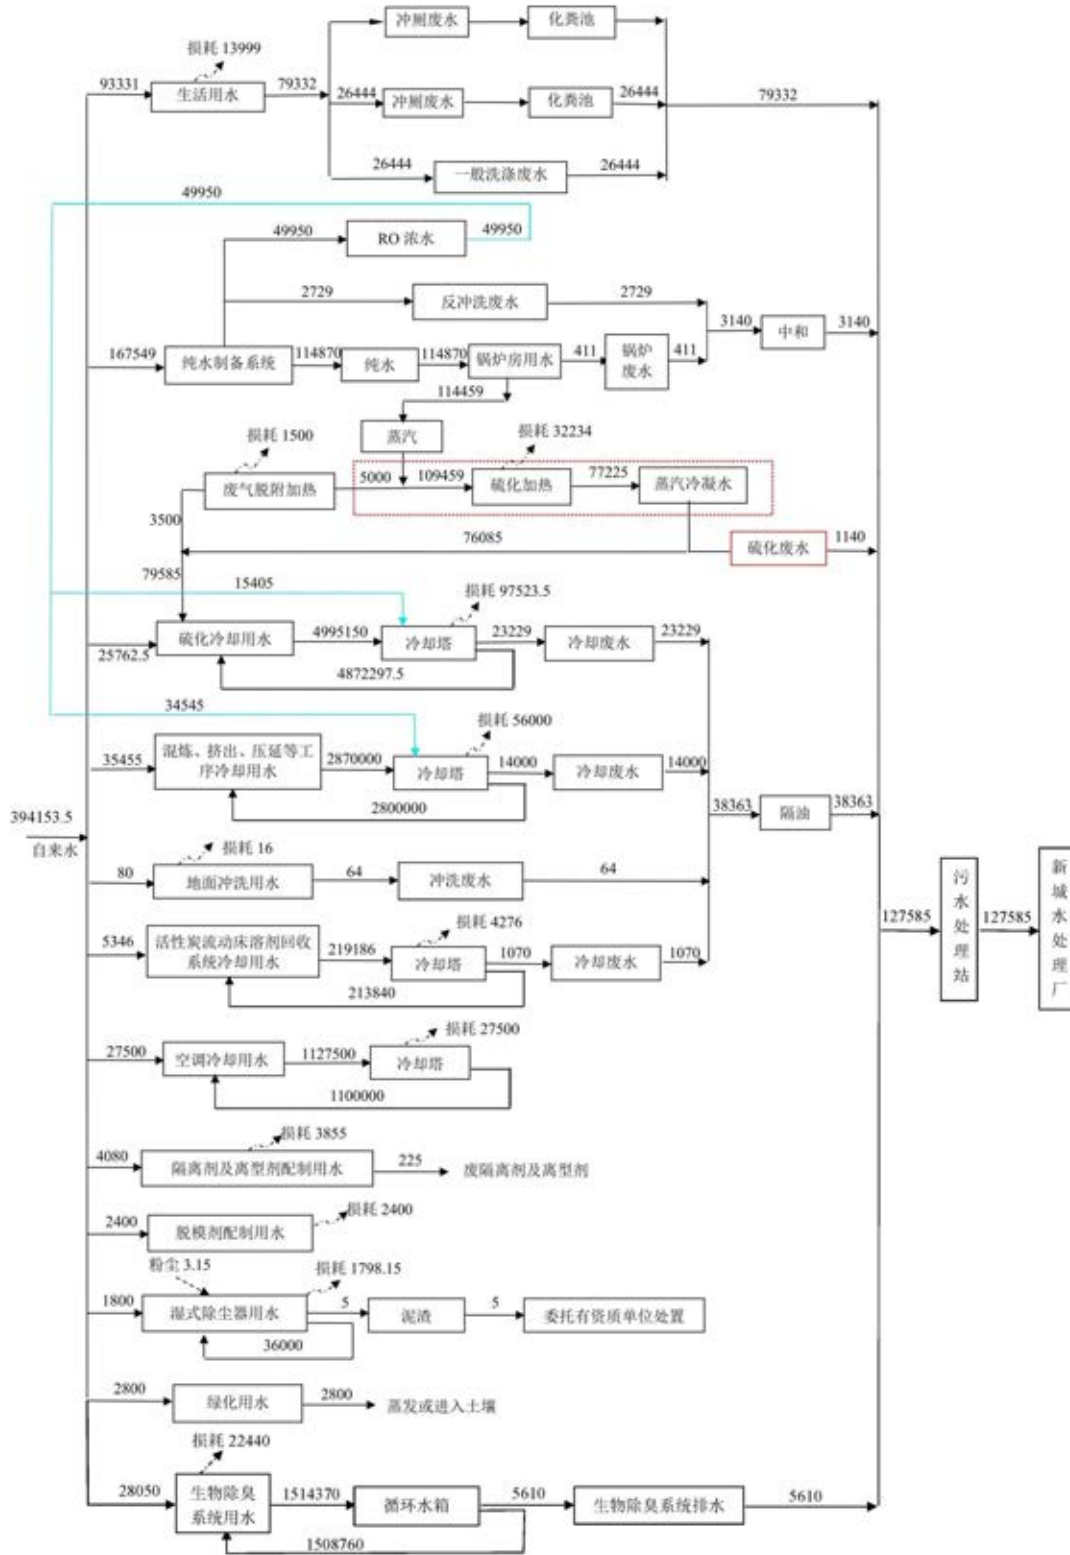 冲厕废水
化粪池
损耗 13999
93331
生活用水
79332
26444
冲厕废水
化粪池
26444
79332
26444
一般洗涤废水
26444
49950
49950
RO 浓水
49950
2729
反冲洗废水
2729
3140
中和
3140
167549
纯水制备系统
114870
纯水
114870
锅炉房用水
411
锅炉
废水
411
114459
蒸汽
损耗 1500
损耗 32234
废气脱附加热
5000
109459
硫化加热
77225
蒸汽冷凝水
3500
76085
硫化废水
1140
79585
15405
损耗 97523.5
25762.5
硫化冷却用水
4995150
冷却塔
23229
冷却废水
23229
4872297.5
34545
损耗 56000
35455
混炼、挤出、压延等工
序冷却用水
2870000
冷却塔
14000
冷却废水
14000
2800000
394153.5
自来水
38363
隔油
38363
损耗 16
80
地面冲洗用水
64
冲洗废水
64
损耗 4276
5346
活性炭流动床溶剂回收
系统冷却用水
219186
冷却塔
1070
冷却废水
1070
213840
127585
污水处理站
127585
新城水处理厂
损耗 27500
27500
空调冷却用水
1127500
冷却塔
1100000
损耗 3855
4080
隔离剂及离型剂配制用水
225
废隔离剂及离型剂
2400
脱模剂配制用水
损耗 2400
粉尘 3.15
损耗 1798.15
1800
湿式除尘器用水
5
泥渣
5
委托有资质单位处置
36000
2800
绿化用水
2800
蒸发或进入土壤
损耗 22440
28050
生物除臭
系统用水
1514370
循环水箱
5610
生物除臭系统排水
5610
1508760